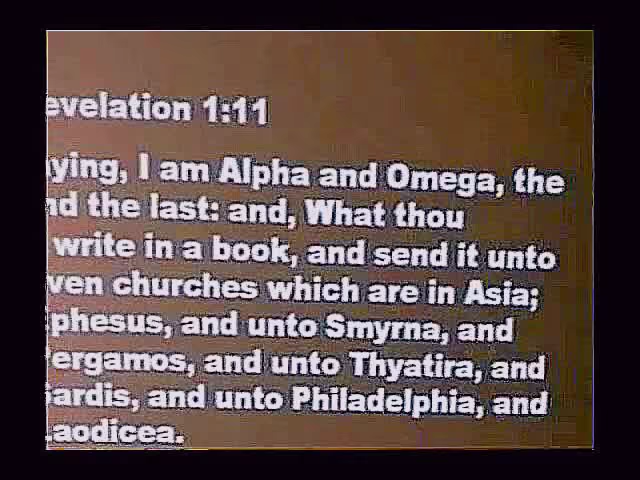 evelation 1:11
ying, I am Alpha and Omega, the
nd the last: and, What thou
write in a book, and send it unto
ven churches which are in Asia;
phesus, and unto Smyrna, and
ergamos, and unto Thyatira, and
ardis, and unto Philadelphia, and
aodicea.